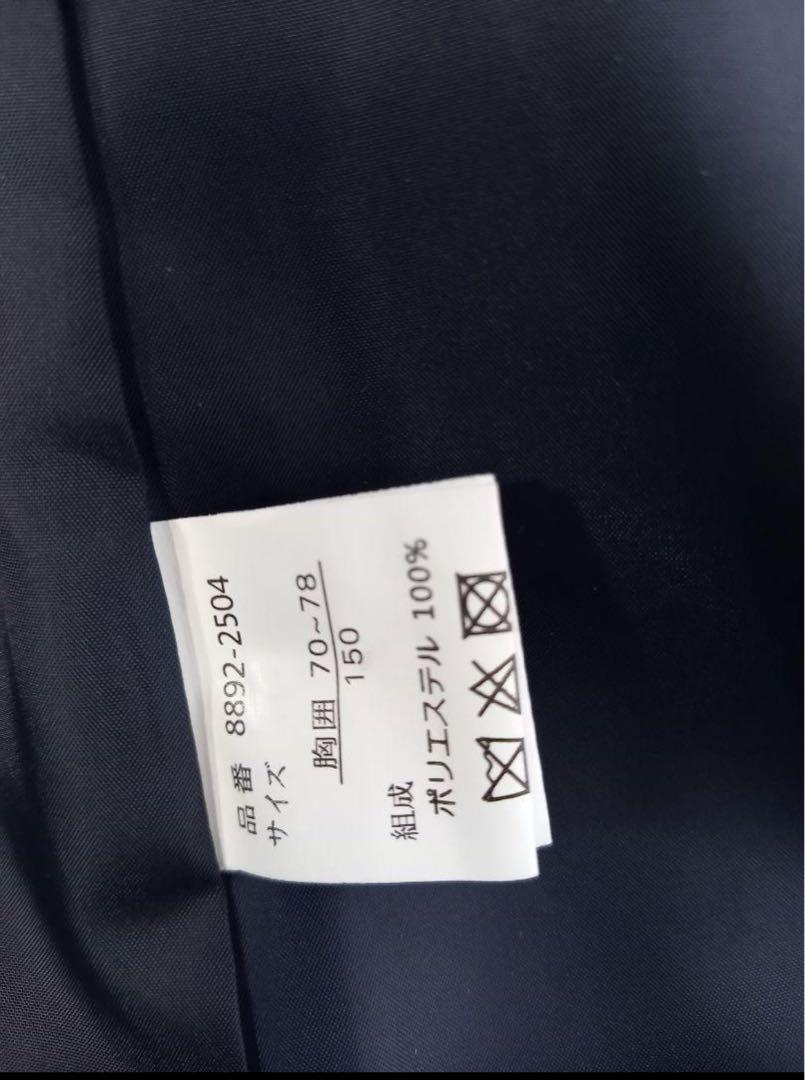 品番 8892-2504
サイズ
胸囲 70~78
150
組成
ポリエステル 100%